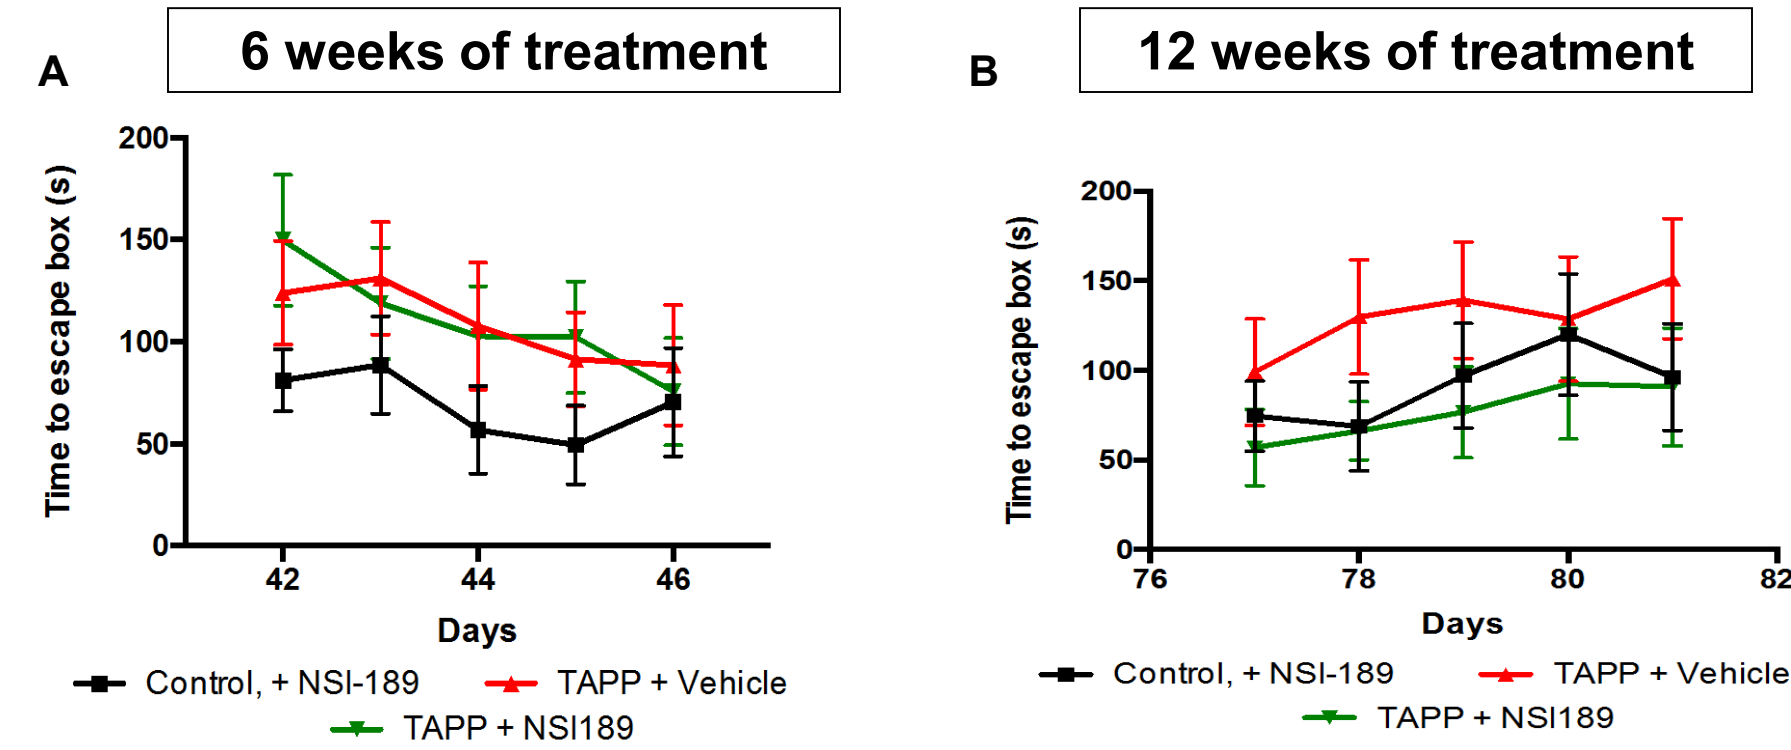 A
6 weeks of treatment
Time to escape box (s)
200
150
100
50
0
42
44
46
Days
Control, + NSI-189
TAPP + Vehicle
TAPP + NSI189
B
12 weeks of treatment
Time to escape box (s)
200
150
100
50
0
76
78
80
82
Days
Control, + NSI-189
TAPP + Vehicle
TAPP + NSI189